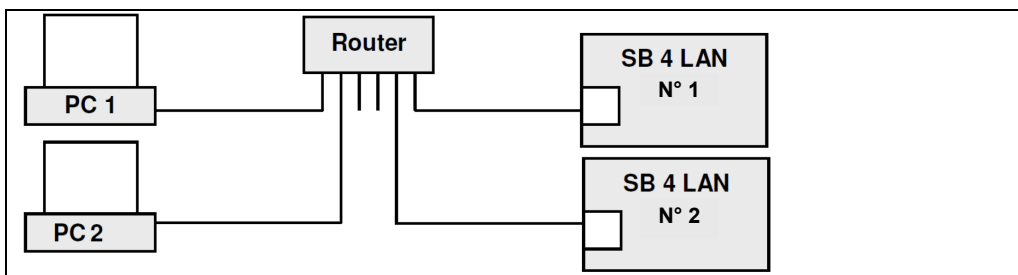 Router
PC 1
PC 2
SB 4 LAN
N° 1
SB 4 LAN
N° 2